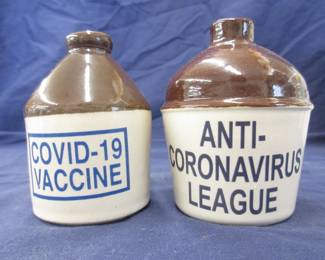 COVID-19
VACCINE
ANTI-
CORONAVIRUS
LEAGUE